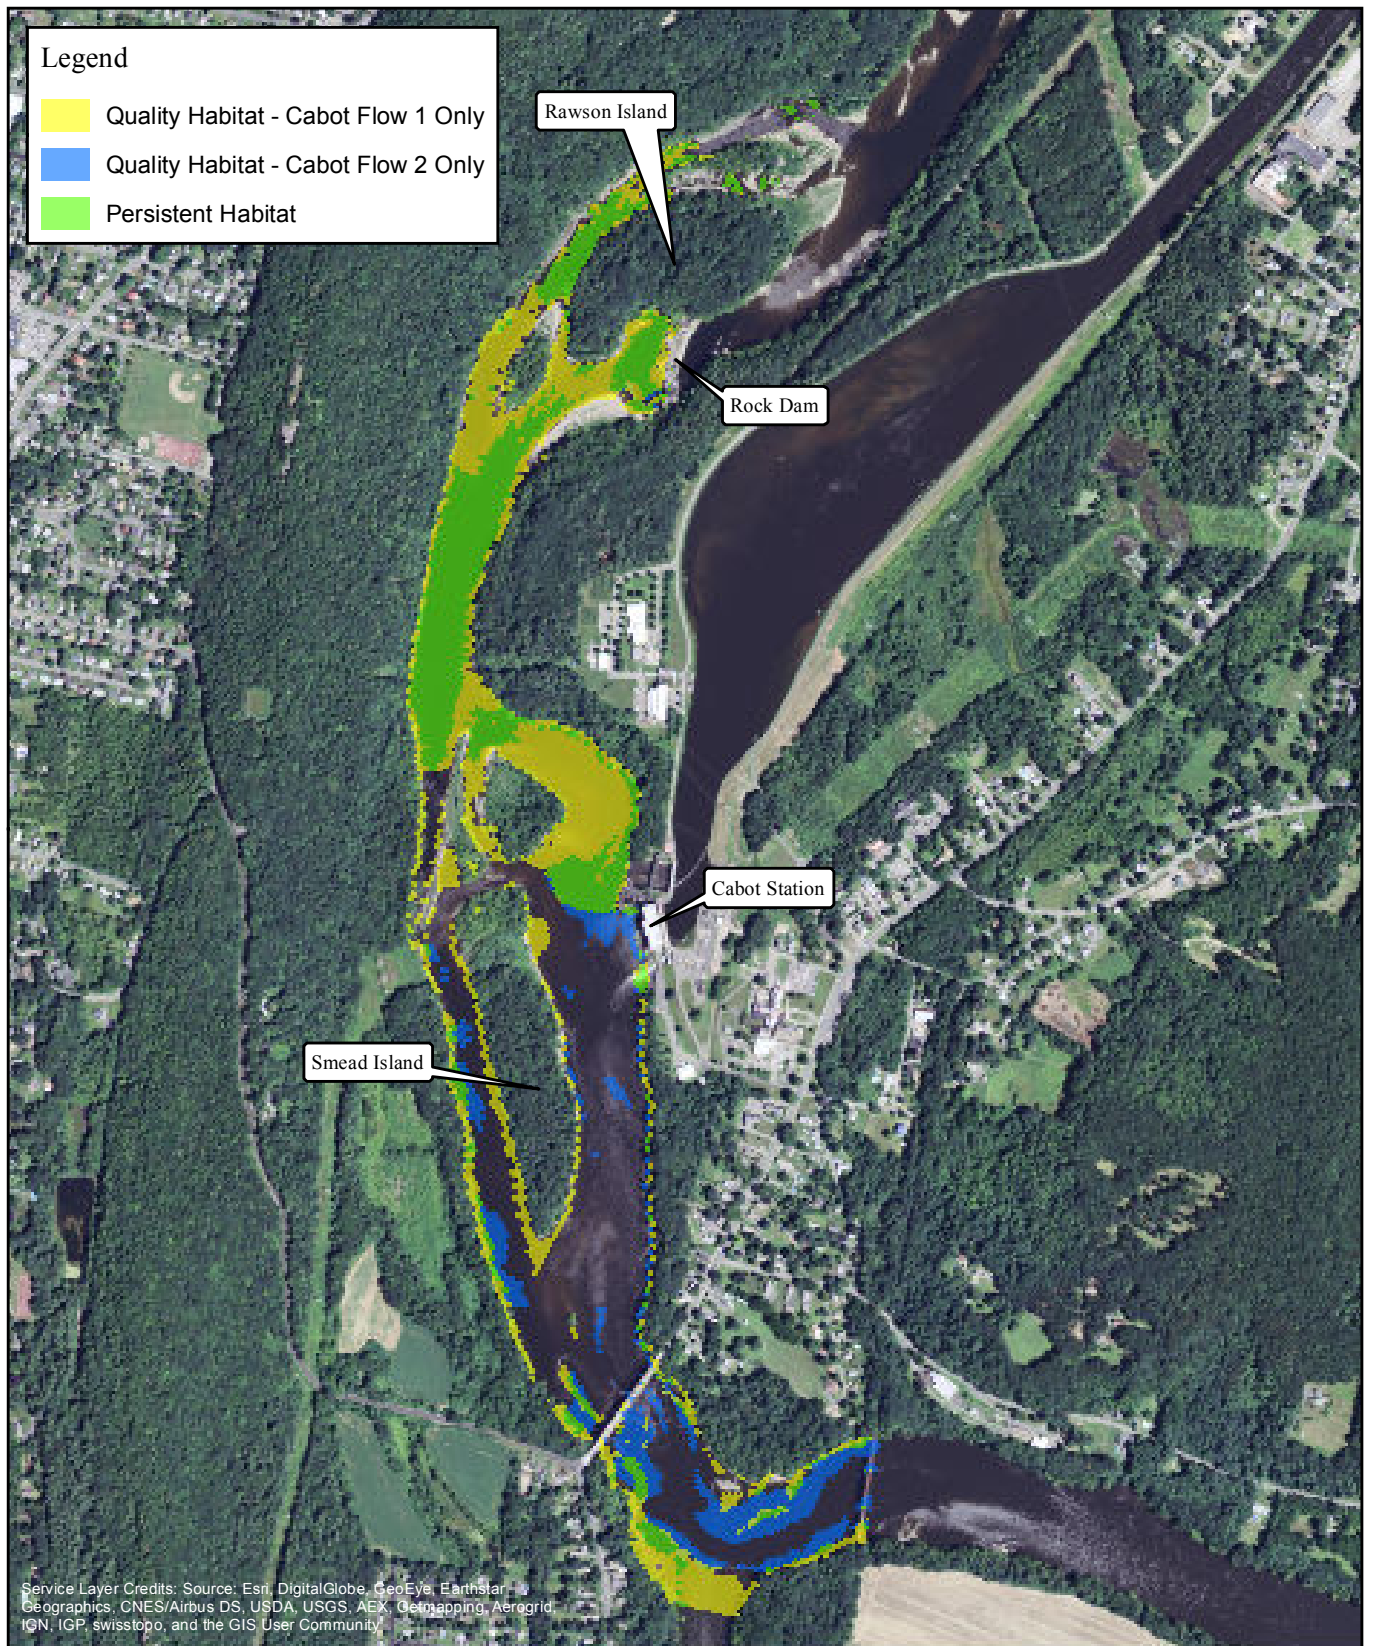 Legend
Quality Habitat - Cabot Flow 1 Only
Quality Habitat - Cabot Flow 2 Only
Persistent Habitat
Rawson Island
Rock Dam
Cabot Station
Smead Island
Service Layer Credits: Source: Esri, DigitalGlobe, GeoEye, Earthstar
Geographics, CNES/Airbus DS, USDA, USGS, AEX, Getmapping, Aerogrid,
IGN, IGP, swisstopo, and the GIS User Community